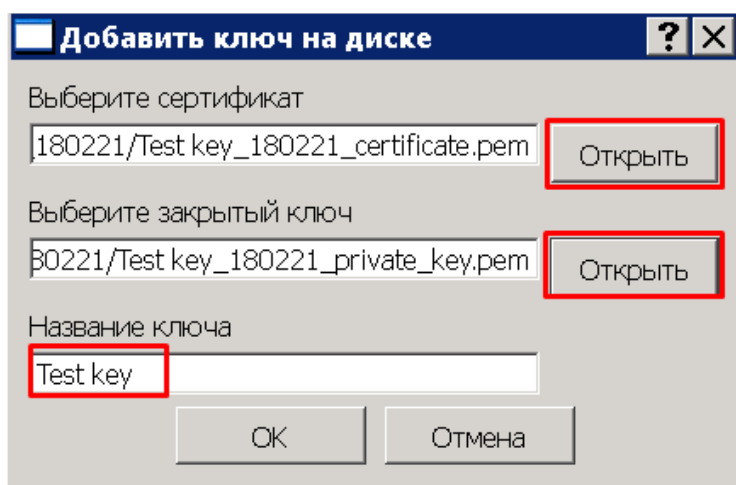 Добавить ключ на диске
Выберите сертификат
180221/Test key_180221_certificate.pem
Открыть
Выберите закрытый ключ
80221/Test key_180221_private_key.pem
Открыть
Название ключа
Test key
OK
Отмена